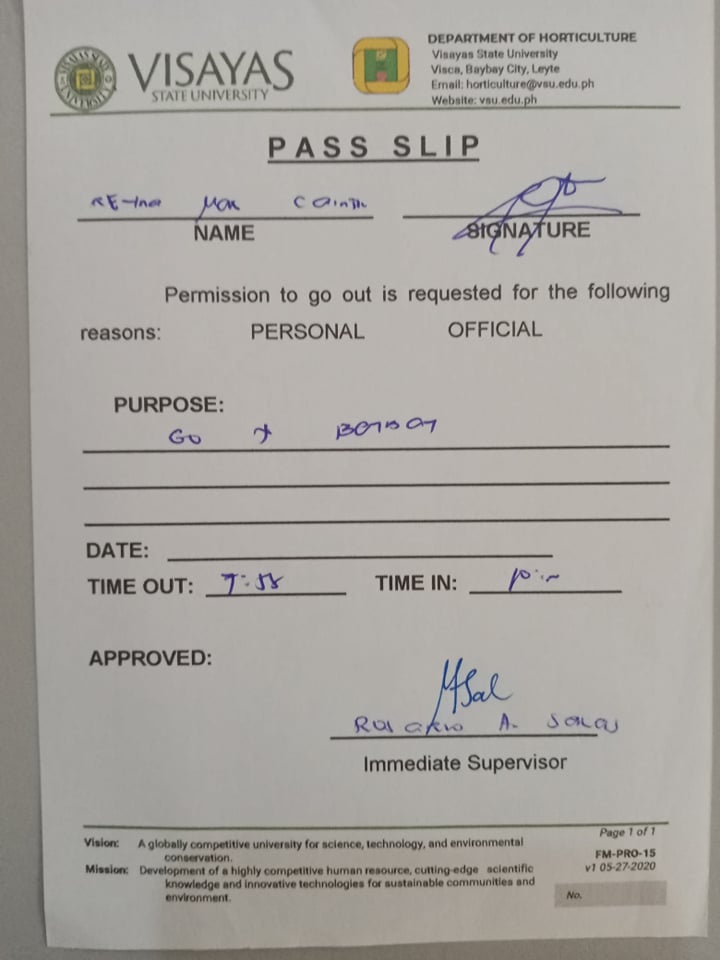 VISAYAS
STATE UNIVERSITY
DEPARTMENT OF HORTICULTURE
Visayas State University
Visca, Baybay City, Leyte
Email: horticulture@vsu.edu.ph
Website: vsu.edu.ph
PASS SLIP
NAME
SIGNATURE
Permission to go out is requested for the following
reasons: PERSONAL OFFICIAL
PURPOSE:
Go
DATE:
TIME OUT: 7:55 TIME IN:
APPROVED:
A.
Immediate Supervisor
Vision: A globally competitive university for science, technology, and environmental
conservation.
Mission: Development of a highly competitive human resource, cutting-edge scientific
knowledge and innovative technologies for sustainable communities and
environment.
Page 1 of 1
FM-PRO-15
v1 05-27-2020
No.